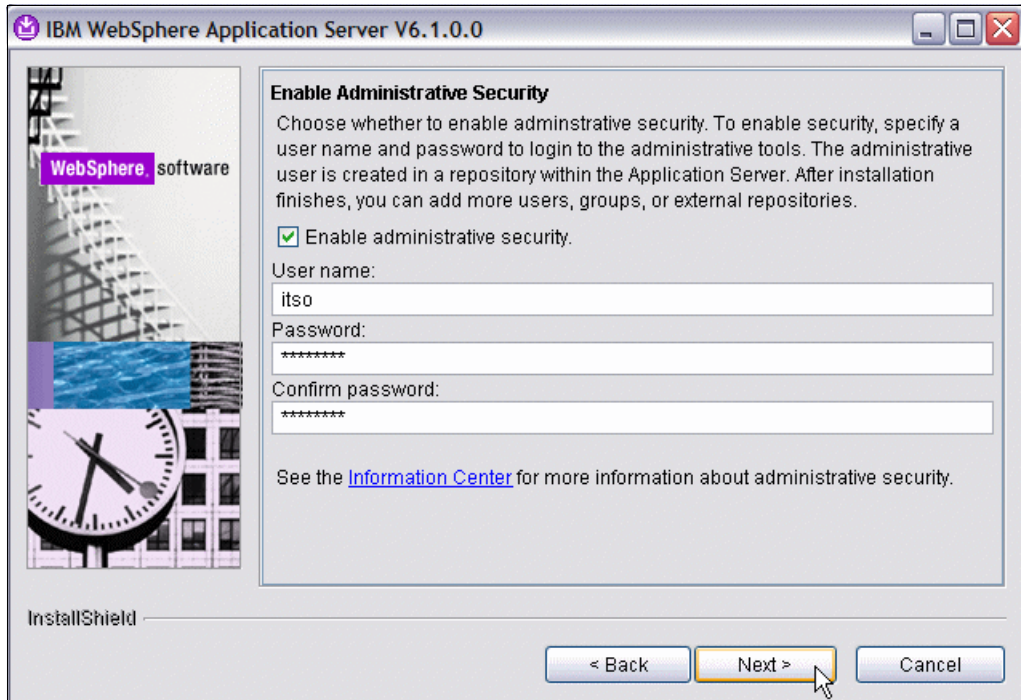 IBM WebSphere Application Server V6.1.0.0
WebSphere. software
Enable Administrative Security
Choose whether to enable adminstrative security. To enable security, specify a
user name and password to login to the administrative tools. The administrative
user is created in a repository within the Application Server. After installation
finishes, you can add more users, groups, or external repositories.
Enable administrative security.
User name:
itso
Password:
********
Confirm password:
********
See the Information Center for more information about administrative security.
InstallShield
< Back
Next >
Cancel